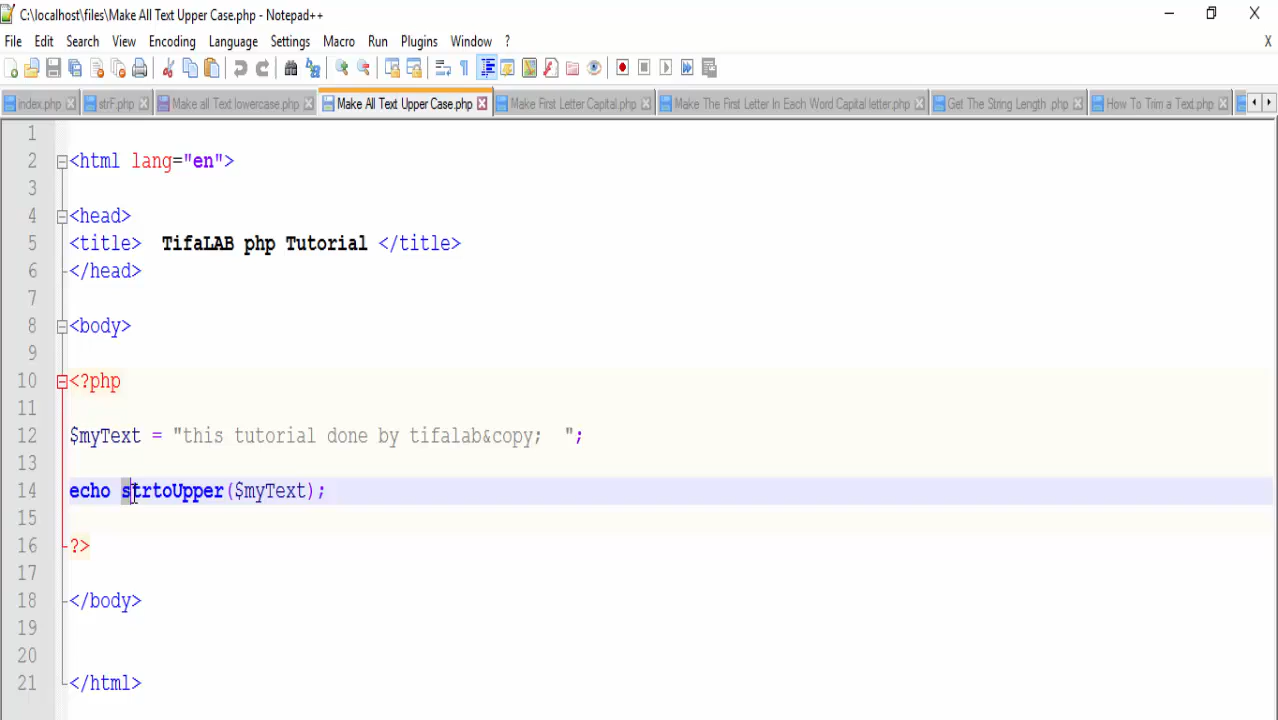 C:\localhost\files\Make All Text Upper Case.php - Notepad++
File Edit Search View Encoding Language Settings Macro Run Plugins Window ? X
index.php strF.php Make all Text lowercase.php Make All Text Upper Case.php Make First Letter Capital.php Make The First Letter In Each Word Capital letter.php Get The String Length .php How To Trim a Text.php
1
2 <html lang="en">
3
4 <head>
5 <title>  TifaLAB php Tutorial </title>
6 </head>
7
8 <body>
9
10 <?php
11
12 $myText = "this tutorial done by tifalab&copy;  ";
13
14 echo strtoUpper($myText);
15
16 ?>
17
18 </body>
19
20
21 </html>